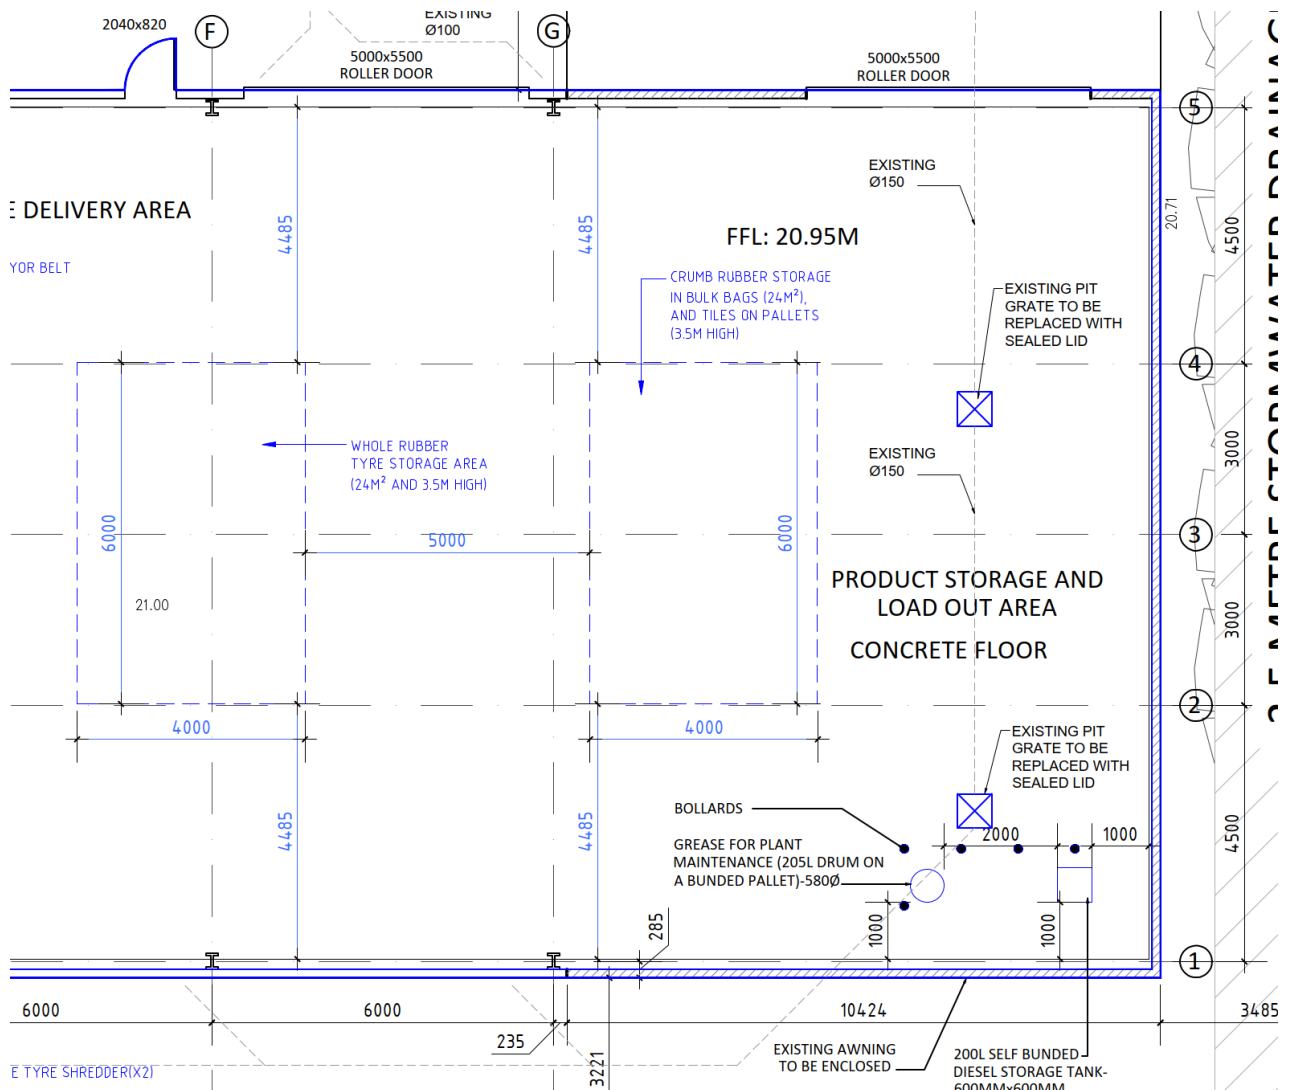 2040x820
F
EXISTING
Ø100
G
5000x5500
ROLLER DOOR
5000x5500
ROLLER DOOR
5
EXISTING
Ø150
E DELIVERY AREA
4485
4485
20.71
4500
FFL: 20.95M
YOR BELT
CRUMB RUBBER STORAGE
IN BULK BAGS (24M²),
AND TILES ON PALLETS
(3.5M HIGH)
EXISTING PIT
GRATE TO BE
REPLACED WITH
SEALED LID
4
WHOLE RUBBER
TYRE STORAGE AREA
(24M² AND 3.5M HIGH)
EXISTING
Ø150
3000
6000
5000
6000
3
PRODUCT STORAGE AND
LOAD OUT AREA
21.00
3000
CONCRETE FLOOR
2
4000
4000
EXISTING PIT
GRATE TO BE
REPLACED WITH
SEALED LID
BOLLARDS
4485
4485
2000
1000
4500
GREASE FOR PLANT
MAINTENANCE (205L DRUM ON
A BUNDED PALLET)-580Ø
285
1000
1000
1
6000
6000
10424
3485
235
3221
EXISTING AWNING
TO BE ENCLOSED
200L SELF BUNDED
DIESEL STORAGE TANK-
600MMx600MM
E TYRE SHREDDER(X2)
METRE STORMWATER DRAINAG